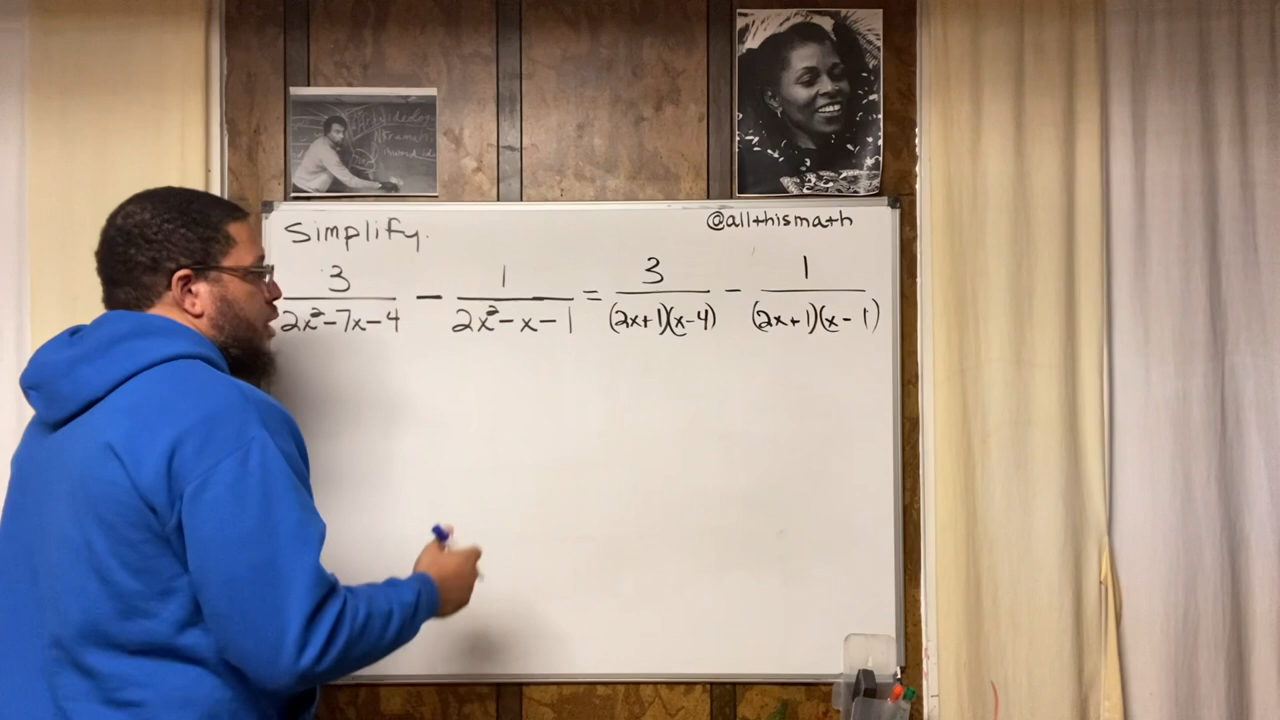 Simplify.
@allthismath
3/(2x²-7x-4) - 1/(2x²-x-1) = 3/((2x+1)(x-4)) - 1/((2x+1)(x-1))